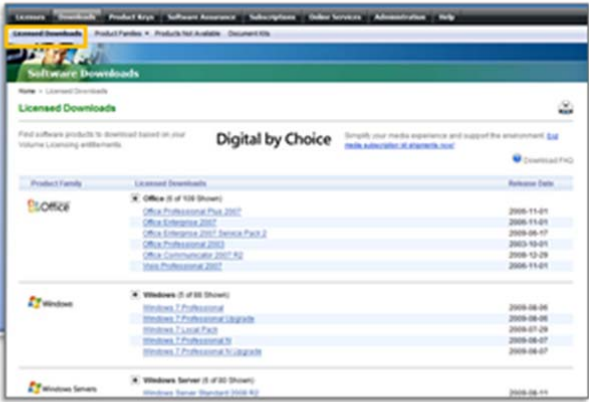 Licenses Downloads Product Keys Software Assurance Subscriptions Online Services Administration Help
Licensed Downloads Product Families Products Not Available Document Kits
Software Downloads
Home > Licensed Downloads
Licensed Downloads
Find software products to download based on your
Volume Licensing entitlements.
Digital by Choice
Simplify your media experience and support the environment.
media subscription kit shipments now!
Download FAQ
Product Family Licensed Downloads Release Date
Office
Office (6 of 109 Shown)
Office Professional Plus 2007 2006-11-01
Office Enterprise 2007 2006-11-01
Office Enterprise 2007 Service Pack 2 2009-06-17
Office Professional 2003 2003-10-01
Office Communicator 2007 R2 2008-12-29
Visio Professional 2007 2006-11-01
Windows
Windows (5 of 88 Shown)
Windows 7 Professional 2009-08-06
Windows 7 Professional Upgrade 2009-08-06
Windows 7 Local Pack 2009-07-29
Windows 7 Professional N 2009-08-07
Windows 7 Professional N Upgrade 2009-08-07
Windows Servers
Windows Server (6 of 80 Shown)
Windows Server Standard 2008 R2 2009-08-11